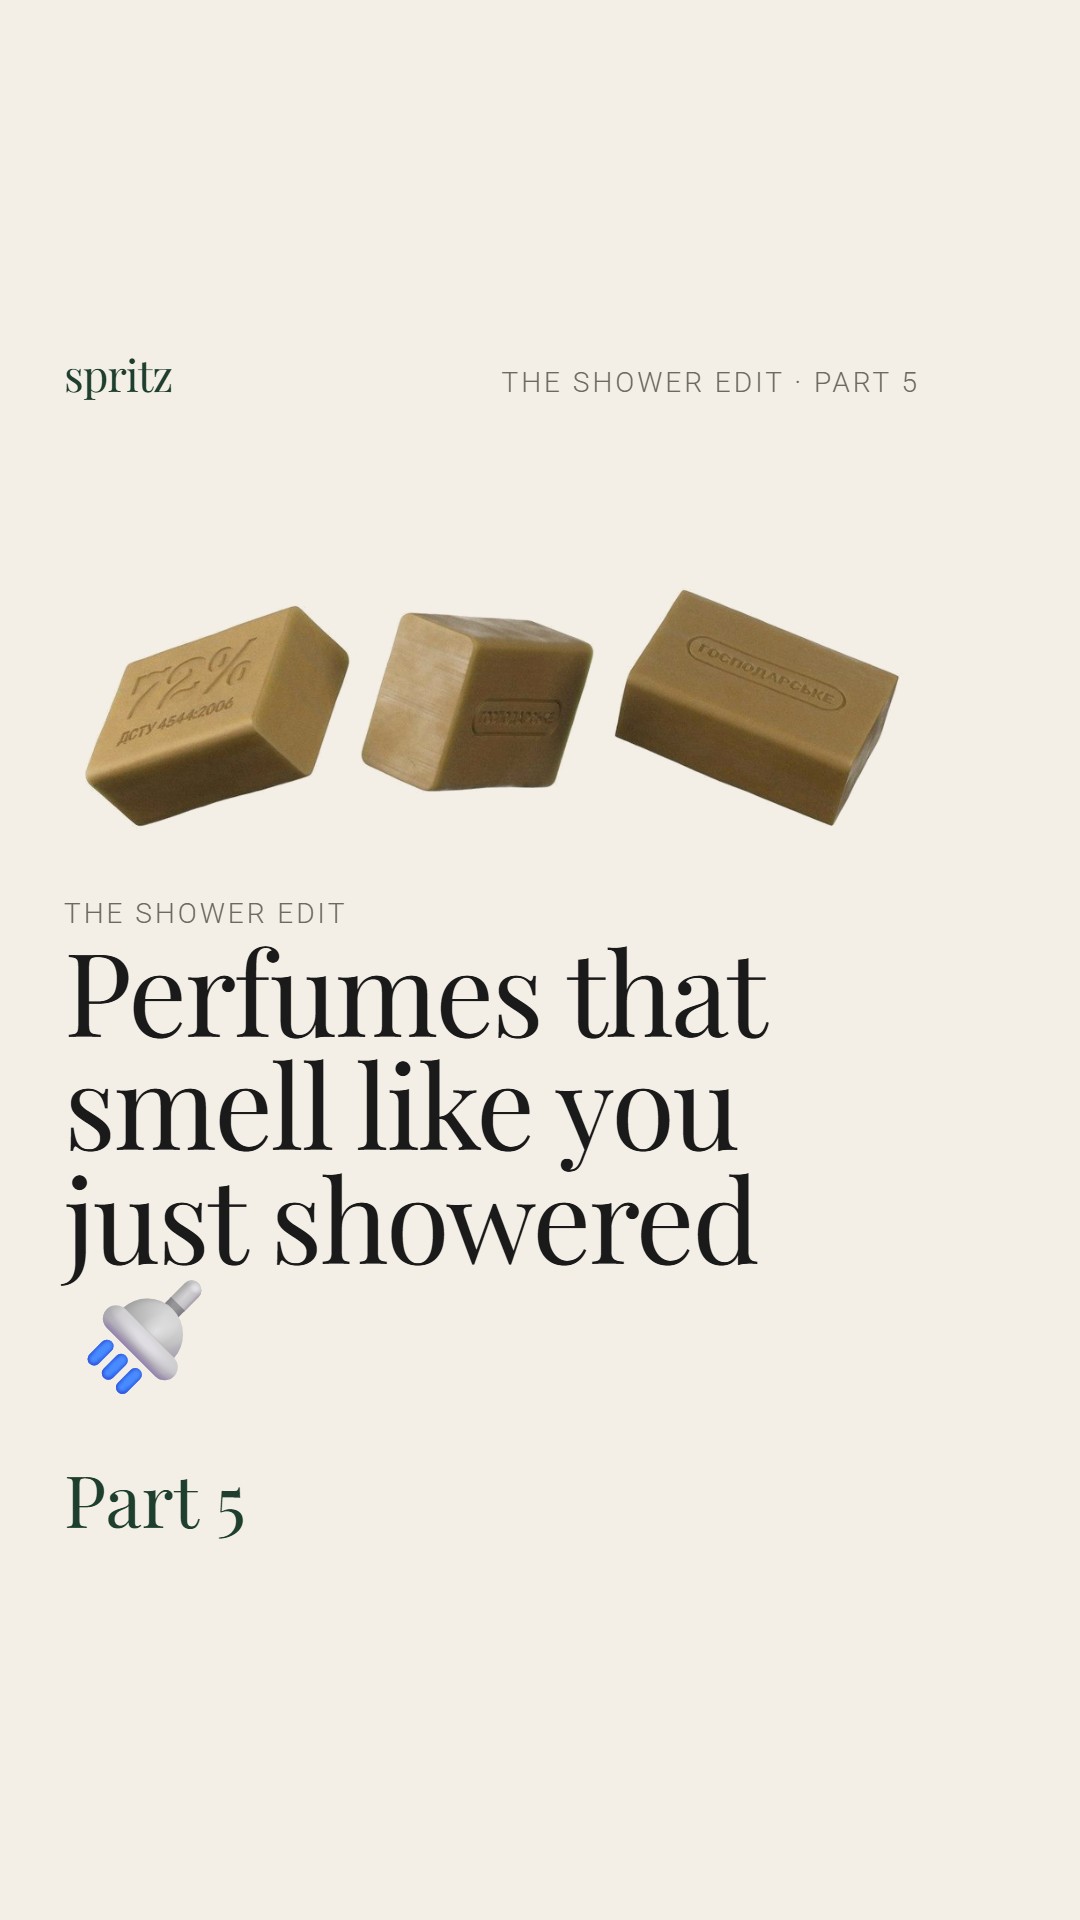 spritz
THE SHOWER EDIT · PART 5
72%
ДСТУ 4544:2006
ГОСПОДАРСЬКЕ
THE SHOWER EDIT
Perfumes that
smell like you
just showered
Part 5